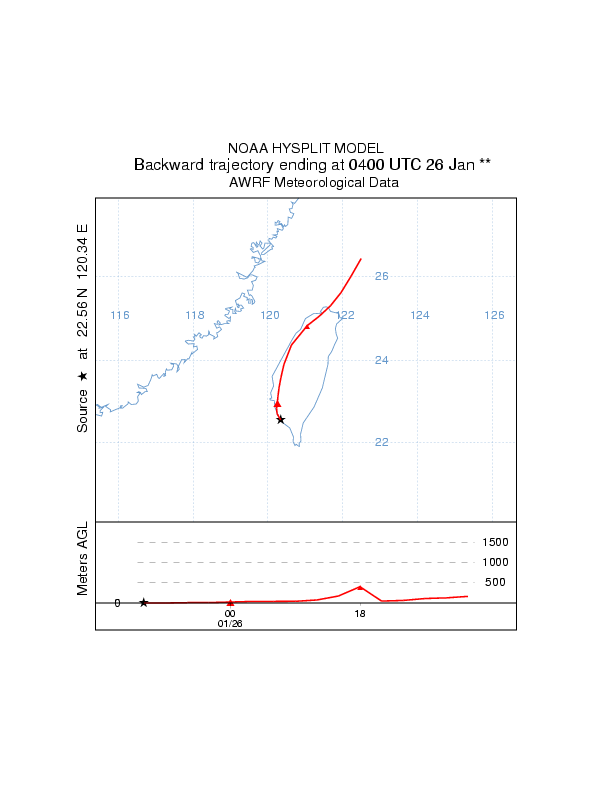 NOAA HYSPLIT MODEL
Backward trajectory ending at 0400 UTC 26 Jan **
AWRF Meteorological Data
Source ★ at 22.56 N 120.34 E
26
116 118 120 122 124 126
24
22
Meters AGL
1500
1000
500
0
00 18
01/26